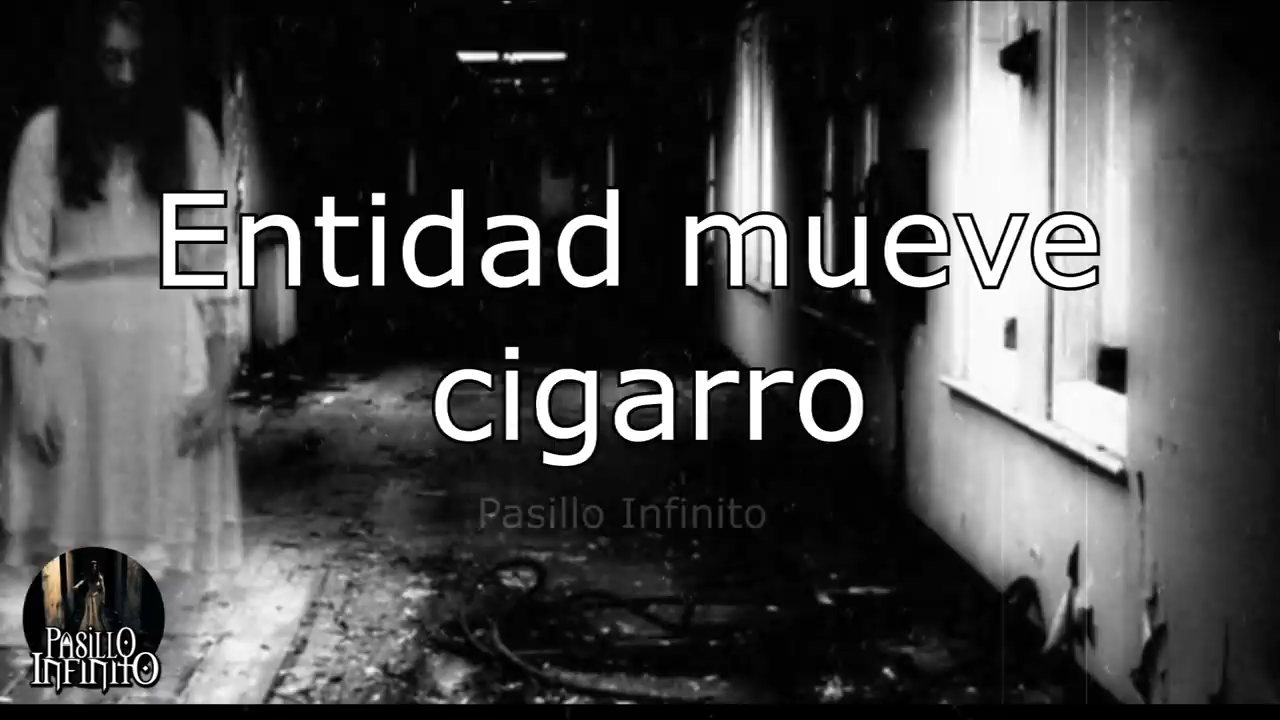 Entidad mueve
cigarro
Pasillo Infinito
PASILLO
INFINITO